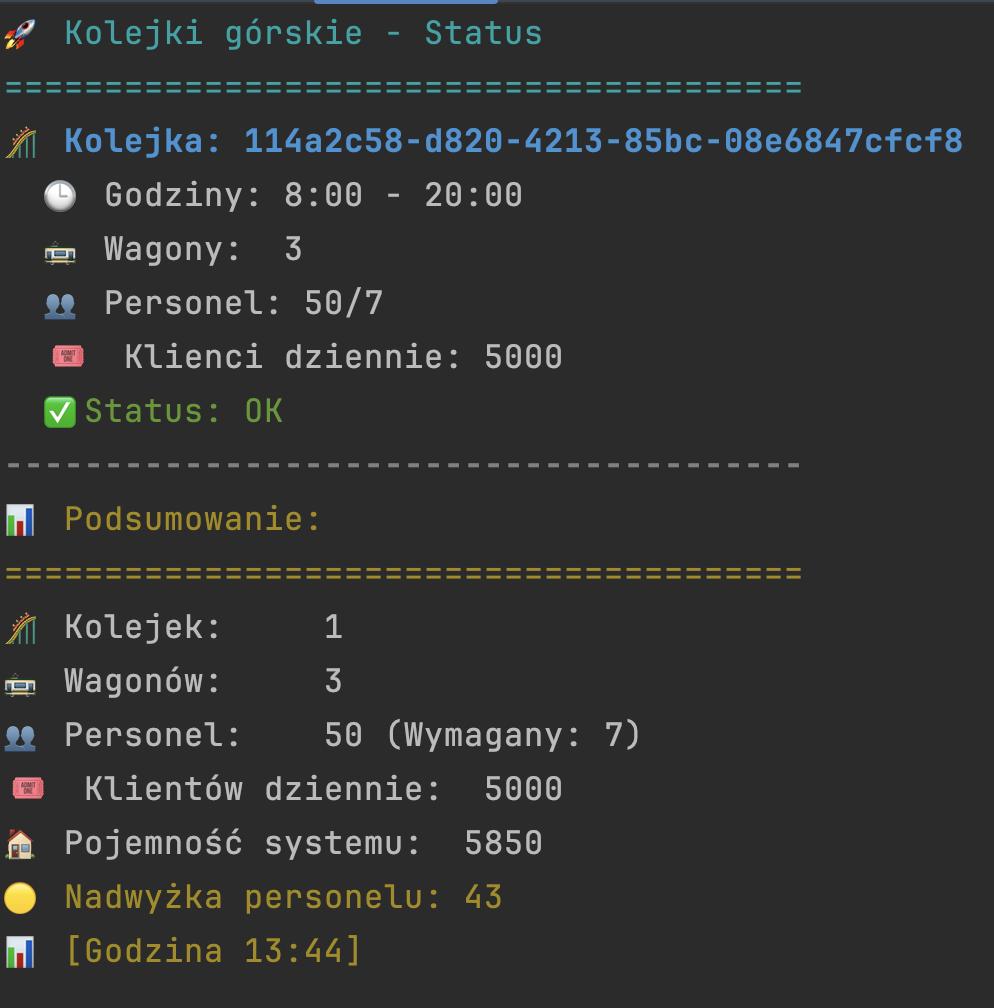 🚀 Kolejki górskie - Status
========================================
🎢 Kolejka: 114a2c58-d820-4213-85bc-08e6847cfcf8
🕒 Godziny: 8:00 - 20:00
🚋 Wagony: 3
👥 Personel: 50/7
🎟 Klienci dziennie: 5000
✅ Status: OK
----------------------------------------
📊 Podsumowanie:
========================================
🎢 Kolejek: 1
🚋 Wagonów: 3
👥 Personel: 50 (Wymagany: 7)
🎟 Klientów dziennie: 5000
🏠 Pojemność systemu: 5850
🟡 Nadwyżka personelu: 43
📊 [Godzina 13:44]